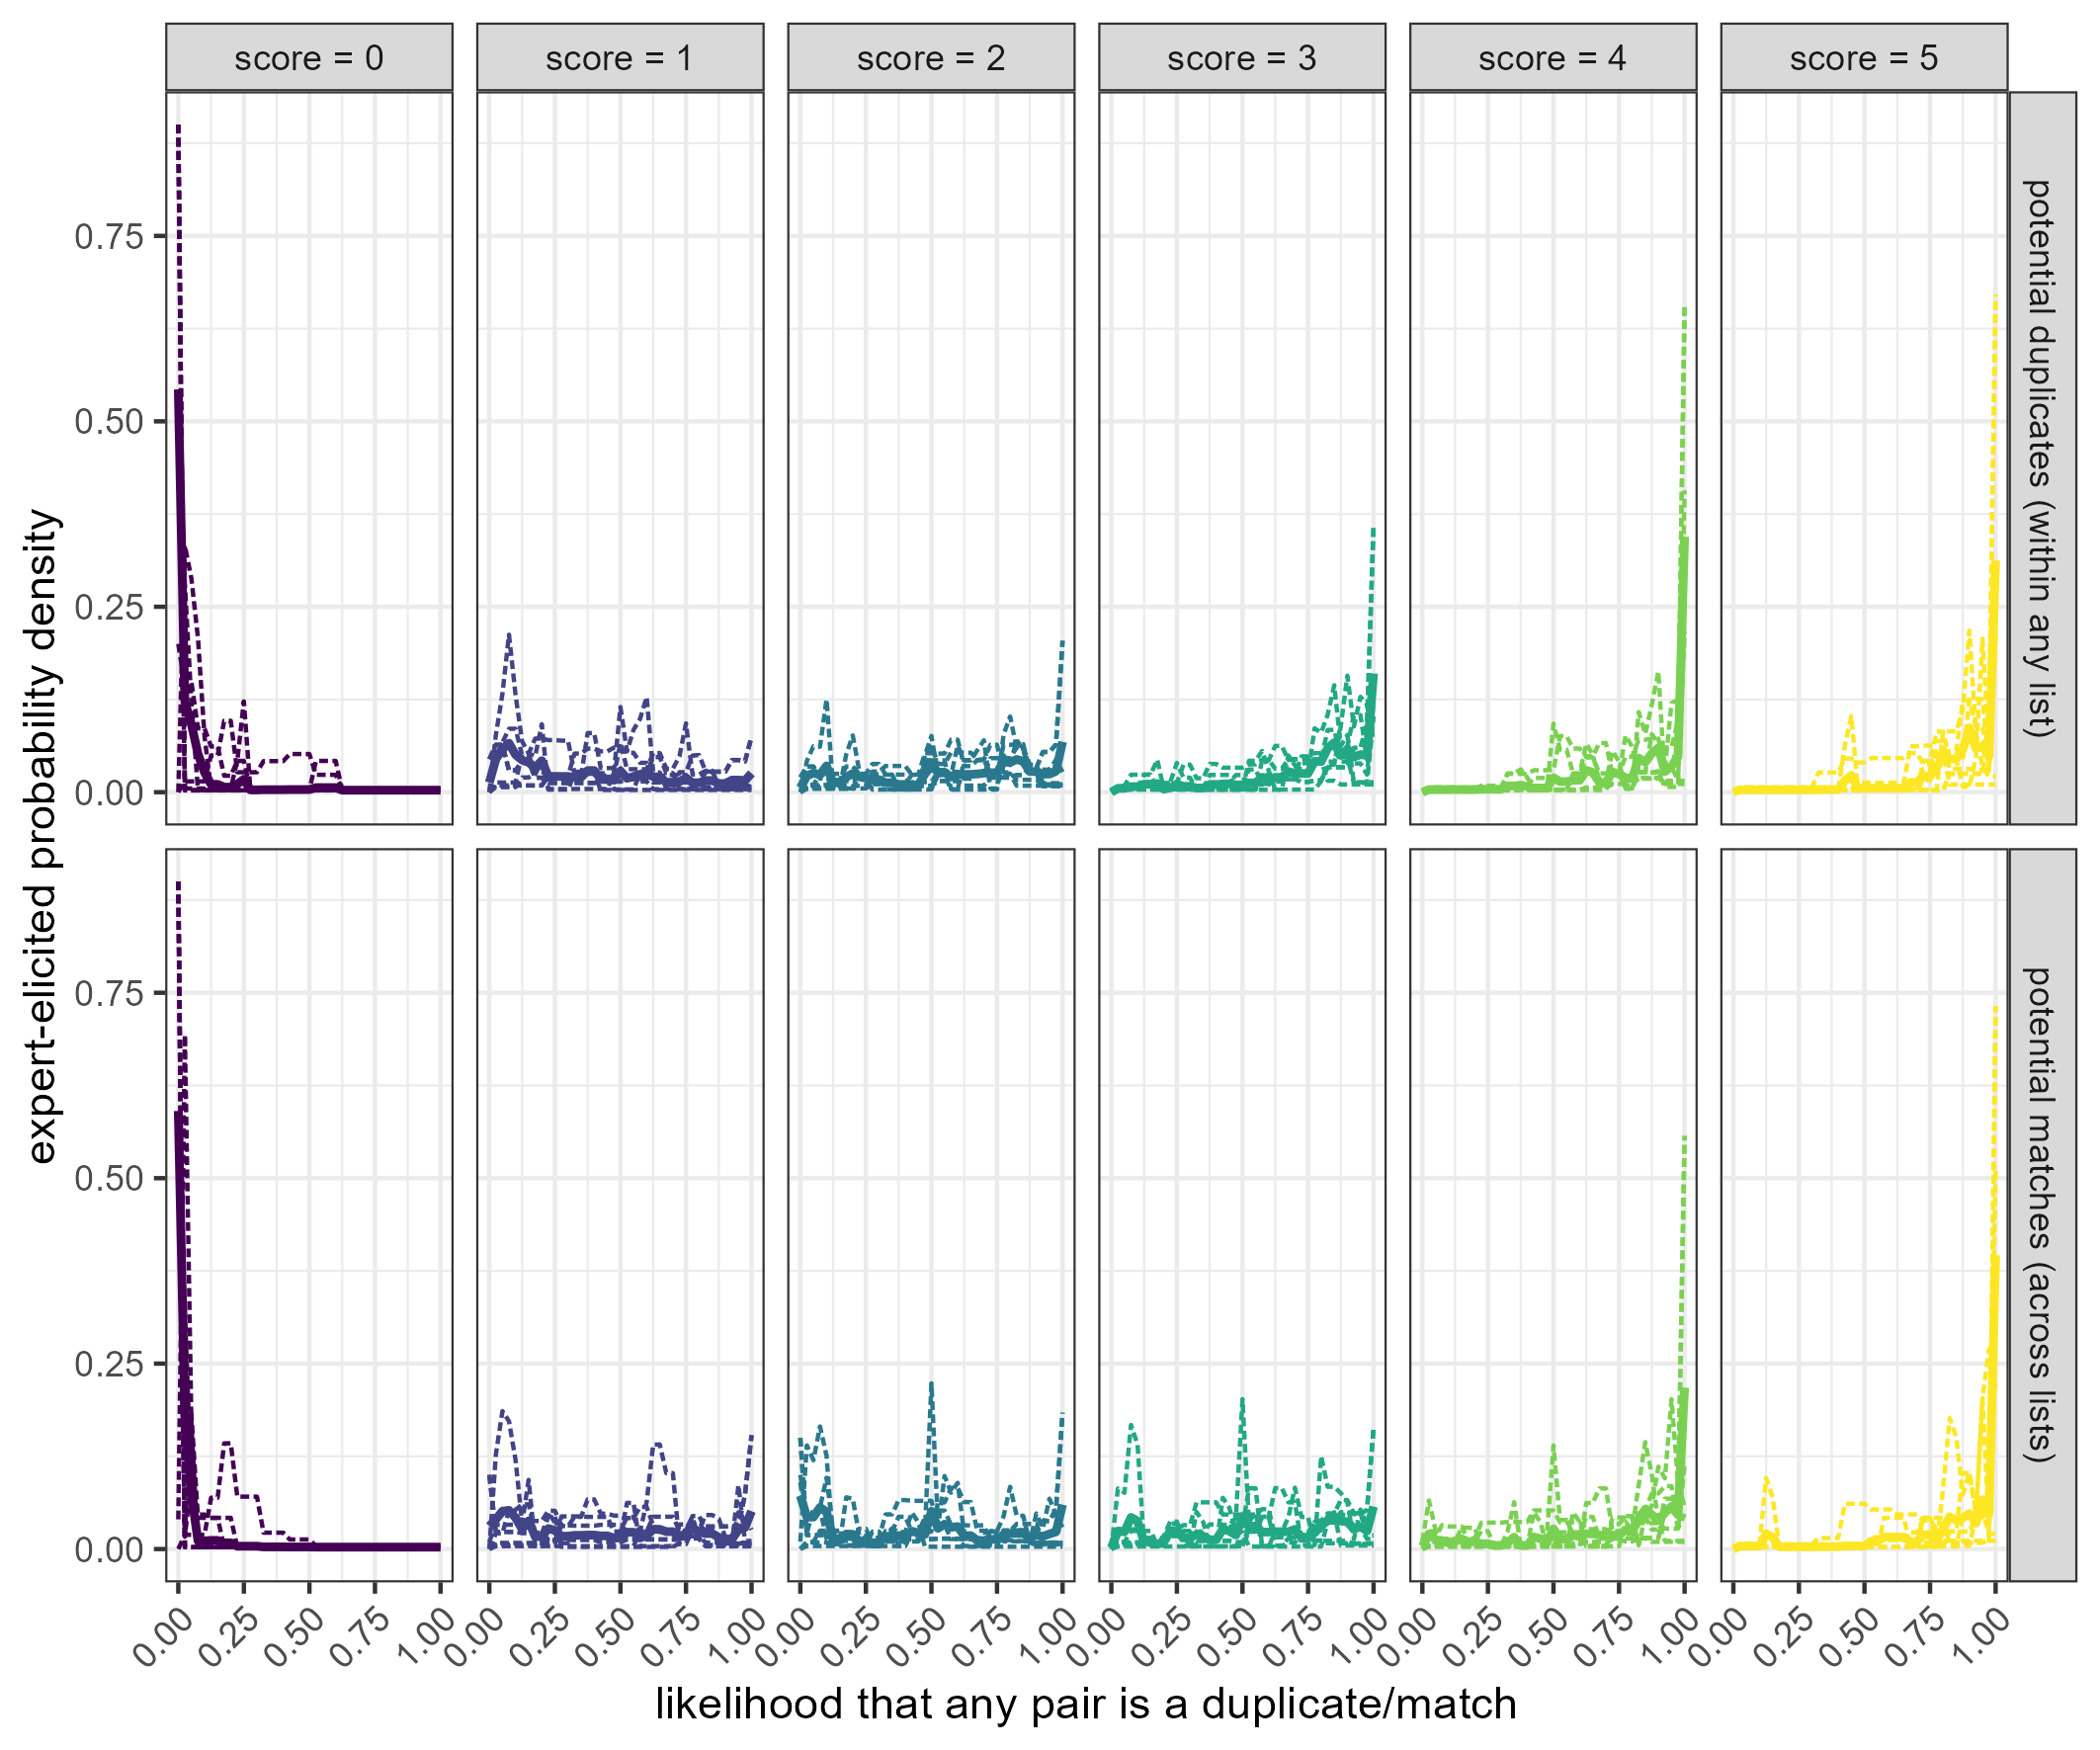 score = 0
score = 1
score = 2
score = 3
score = 4
score = 5
expert-elicited probability density
0.75
0.50
0.25
0.00
potential duplicates (within any list)
0.75
0.50
0.25
0.00
potential matches (across lists)
0.00 0.25 0.50 0.75 1.00
0.00 0.25 0.50 0.75 1.00
0.00 0.25 0.50 0.75 1.00
0.00 0.25 0.50 0.75 1.00
0.00 0.25 0.50 0.75 1.00
0.00 0.25 0.50 0.75 1.00
likelihood that any pair is a duplicate/match